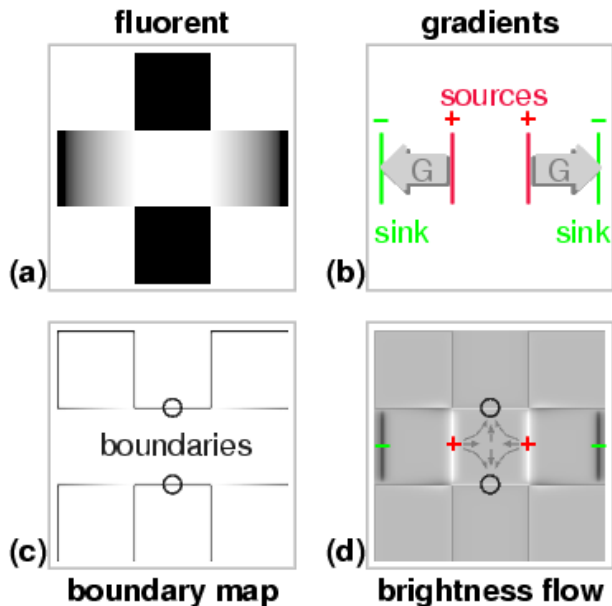 fluorent
gradients
sources
G
G
sink
sink
(a)
(b)
boundaries
(c)
(d)
boundary map
brightness flow